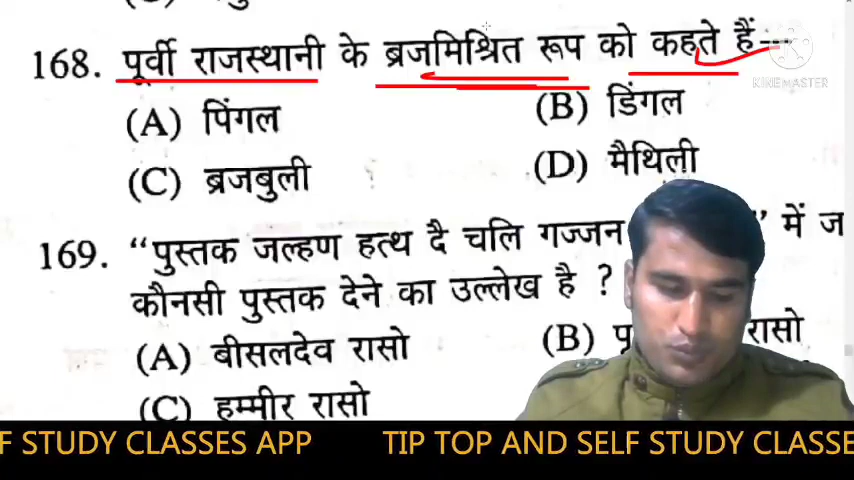 168. पूर्वी राजस्थानी के ब्रजमिश्रित रूप को कहते हैं---
KINEMASTER
(A) पिंगल (B) डिंगल
(C) ब्रजबुली (D) मैथिली
169. “पुस्तक जल्हण हत्थ दै चलि गज्जन ” में ज
कौनसी पुस्तक देने का उल्लेख है ?
(A) बीसलदेव रासो (B) रासो
(C) हम्मीर रासो
F STUDY CLASSES APP TIP TOP AND SELF STUDY CLASSE